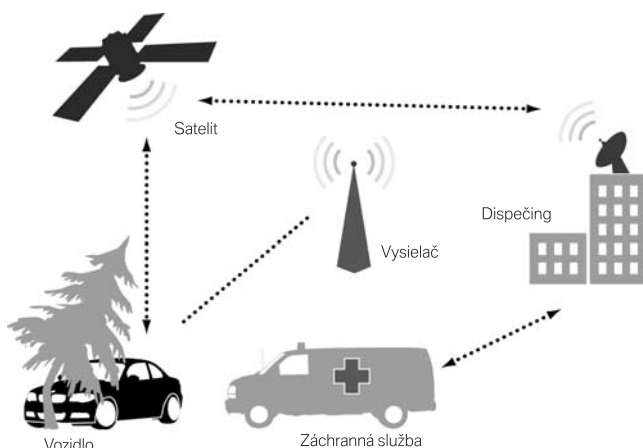 Satelit
Vysielač
Dispečing
Vozidlo
Záchranná služba